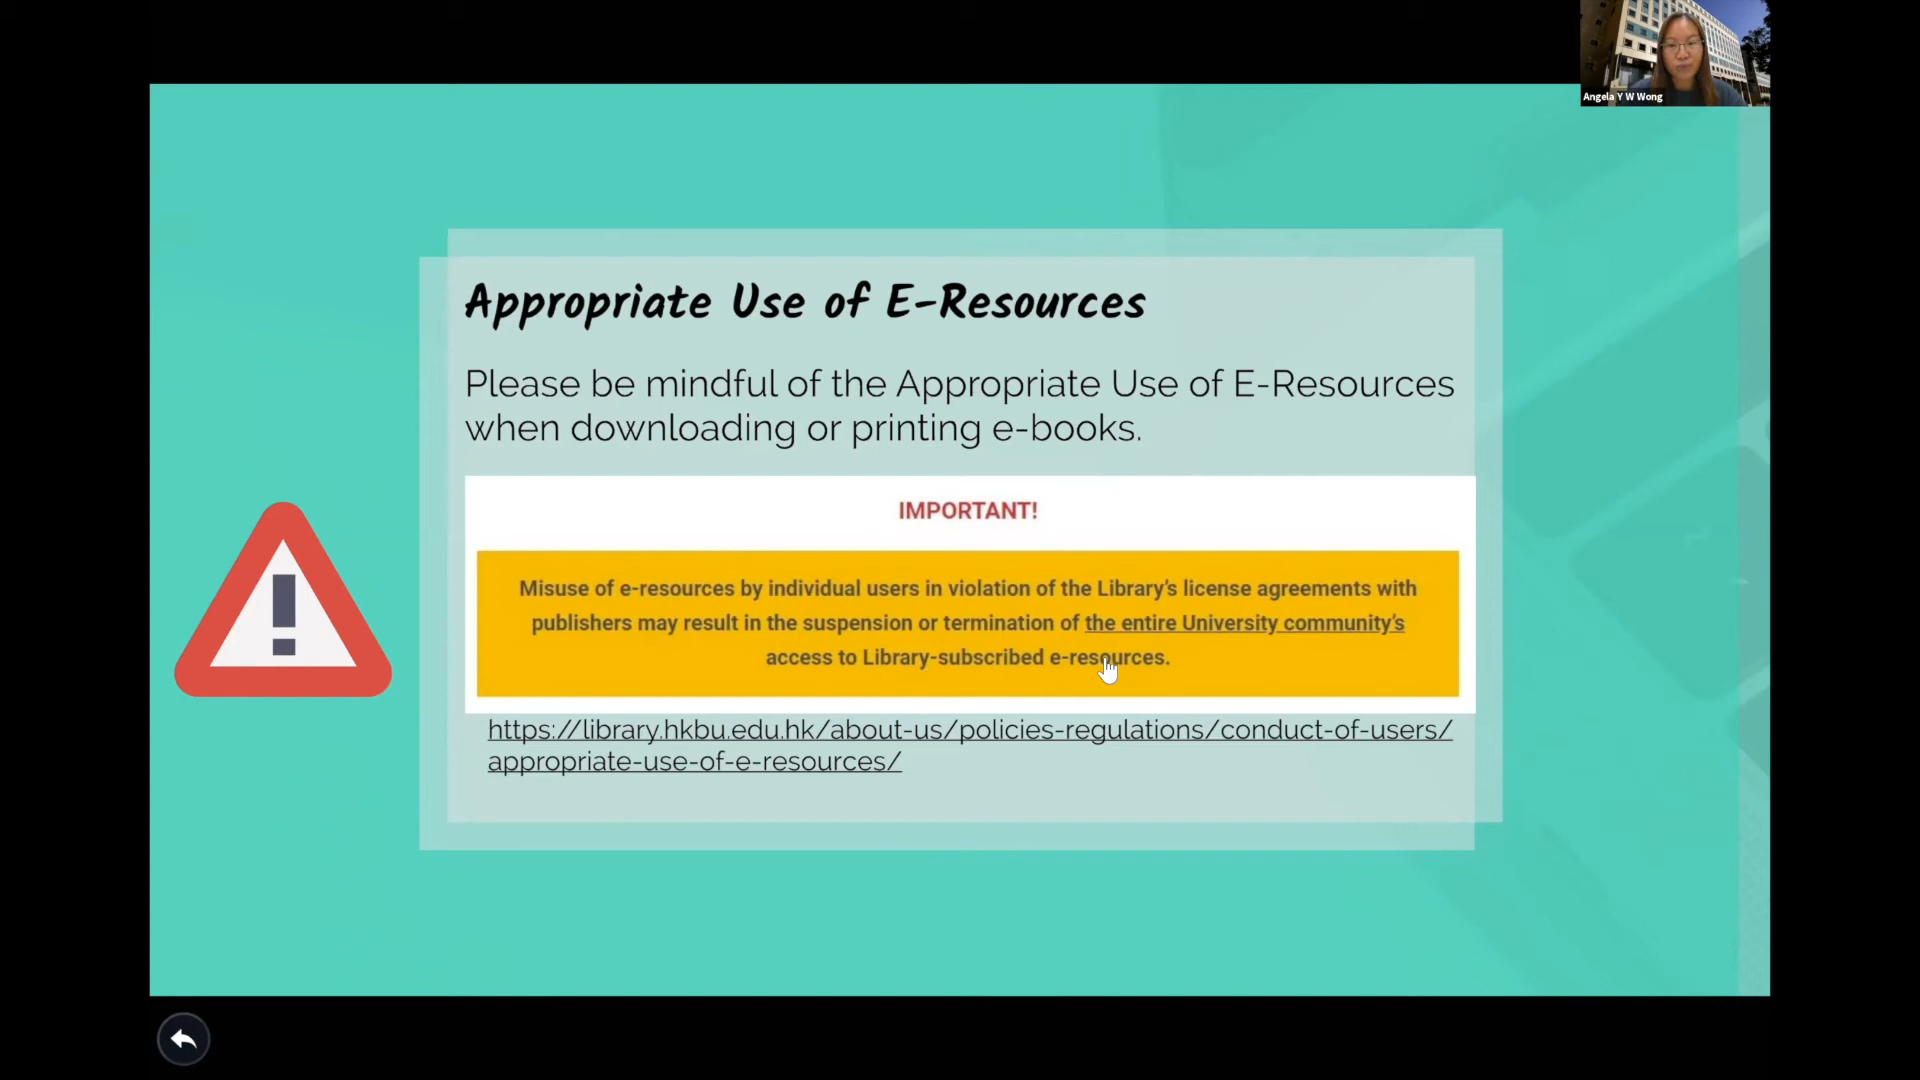 Angela Y W Wong
Appropriate Use of E-Resources
Please be mindful of the Appropriate Use of E-Resources
when downloading or printing e-books.
IMPORTANT!
Misuse of e-resources by individual users in violation of the Library's license agreements with
publishers may result in the suspension or termination of the entire University community's
access to Library-subscribed e-resources.
https://library.hkbu.edu.hk/about-us/policies-regulations/conduct-of-users/
appropriate-use-of-e-resources/